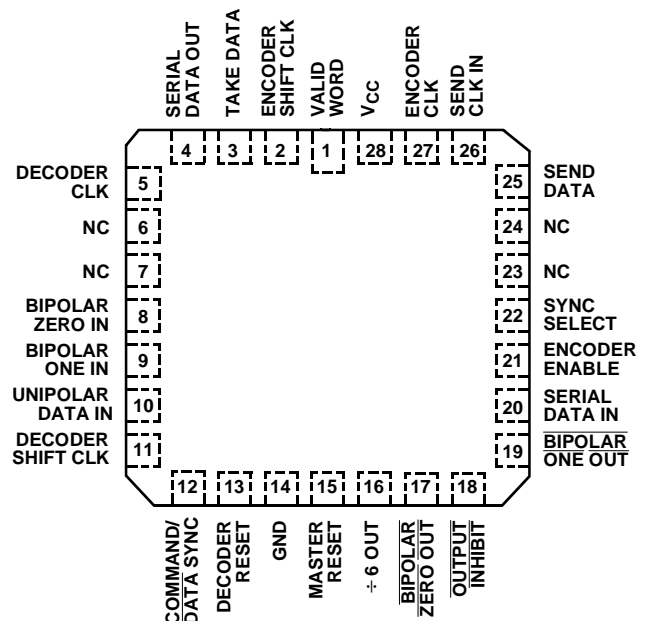 SERIAL
DATA OUT
TAKE DATA
ENCODER
SHIFT CLK
VALID
WORD
VCC
ENCODER
CLK
SEND
CLK IN
4
3
2
1
28
27
26
DECODER
CLK
5
NC
6
NC
7
BIPOLAR
ZERO IN
8
BIPOLAR
ONE IN
9
UNIPOLAR
DATA IN
10
DECODER
SHIFT CLK
11
25
SEND
DATA
24
NC
23
NC
22
SYNC
SELECT
21
ENCODER
ENABLE
20
SERIAL
DATA IN
19
BIPOLAR
ONE OUT
12
13
14
15
16
17
18
COMMAND/
DATA SYNC
DECODER
RESET
GND
MASTER
RESET
÷ 6 OUT
BIPOLAR
ZERO OUT
OUTPUT
INHIBIT